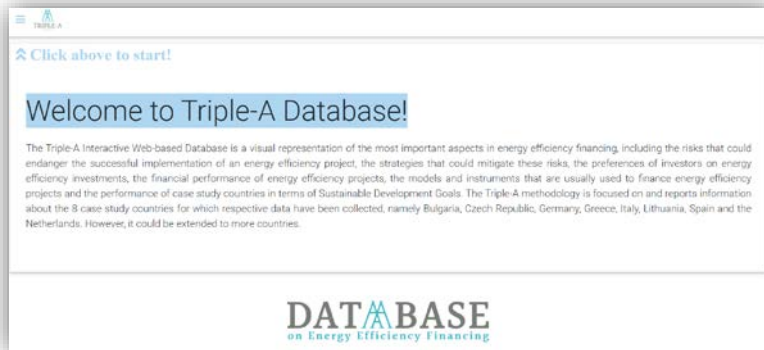 TRIPLE-A
Click above to start!
Welcome to Triple-A Database!
The Triple-A Interactive Web-based Database is a visual representation of the most important aspects in energy efficiency financing, including the risks that could
endanger the successful implementation of an energy efficiency project, the strategies that could mitigate these risks, the preferences of investors on energy
efficiency investments, the financial performance of energy efficiency projects, the models and instruments that are usually used to finance energy efficiency
projects and the performance of case study countries in terms of Sustainable Development Goals. The Triple-A methodology is focused on and reports information
about the 8 case study countries for which respective data have been collected, namely Bulgaria, Czech Republic, Germany, Greece, Italy, Lithuania, Spain and the
Netherlands. However, it could be extended to more countries.
DATABASE
on Energy Efficiency Financing